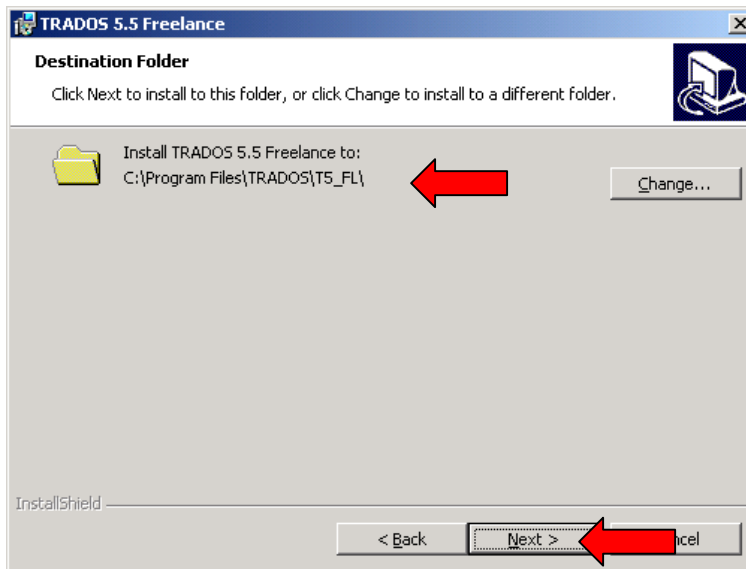 TRADOS 5.5 Freelance
Destination Folder
Click Next to install to this folder, or click Change to install to a different folder.
Install TRADOS 5.5 Freelance to:
C:\Program Files\TRADOS\T5_FL\
Change...
InstallShield
< Back
Next >
ncel